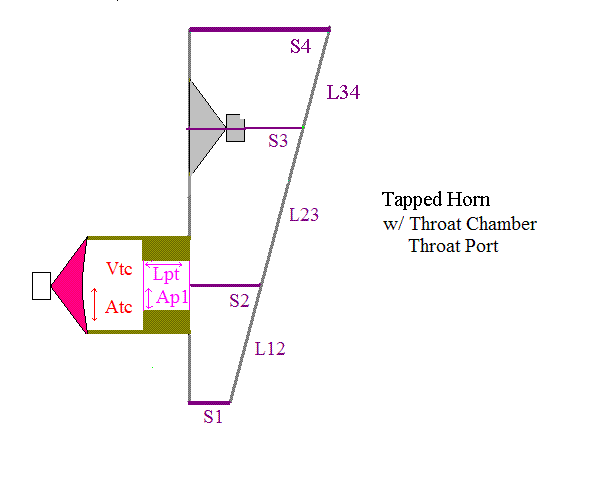 S4
L34
S3
Tapped Horn
w/ Throat Chamber
Throat Port
L23
Vtc
Lpt
Atc
Ap1
S2
L12
S1